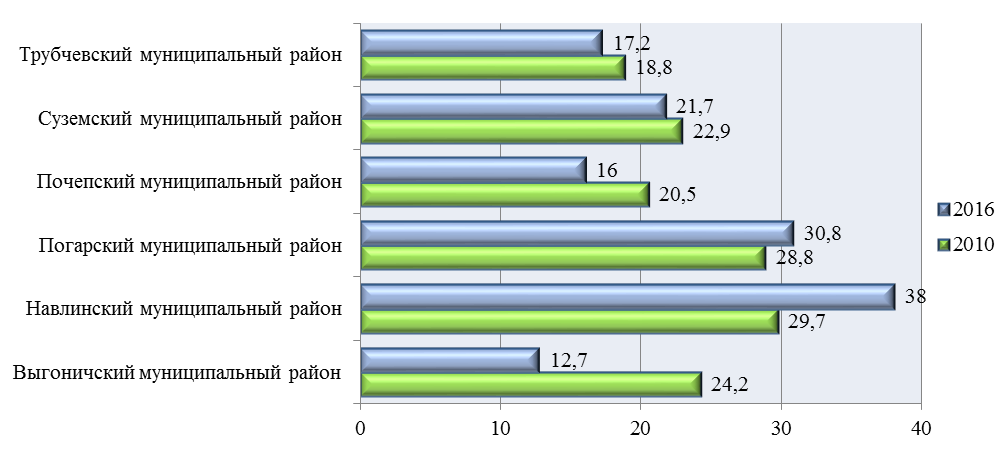 Трубчевский муниципальный район
17,2
18,8
Суземский муниципальный район
21,7
22,9
Почепский муниципальный район
16
20,5
Погарский муниципальный район
30,8
28,8
Навлинский муниципальный район
38
29,7
Выгоничский муниципальный район
12,7
24,2
0 10 20 30 40
2016
2010